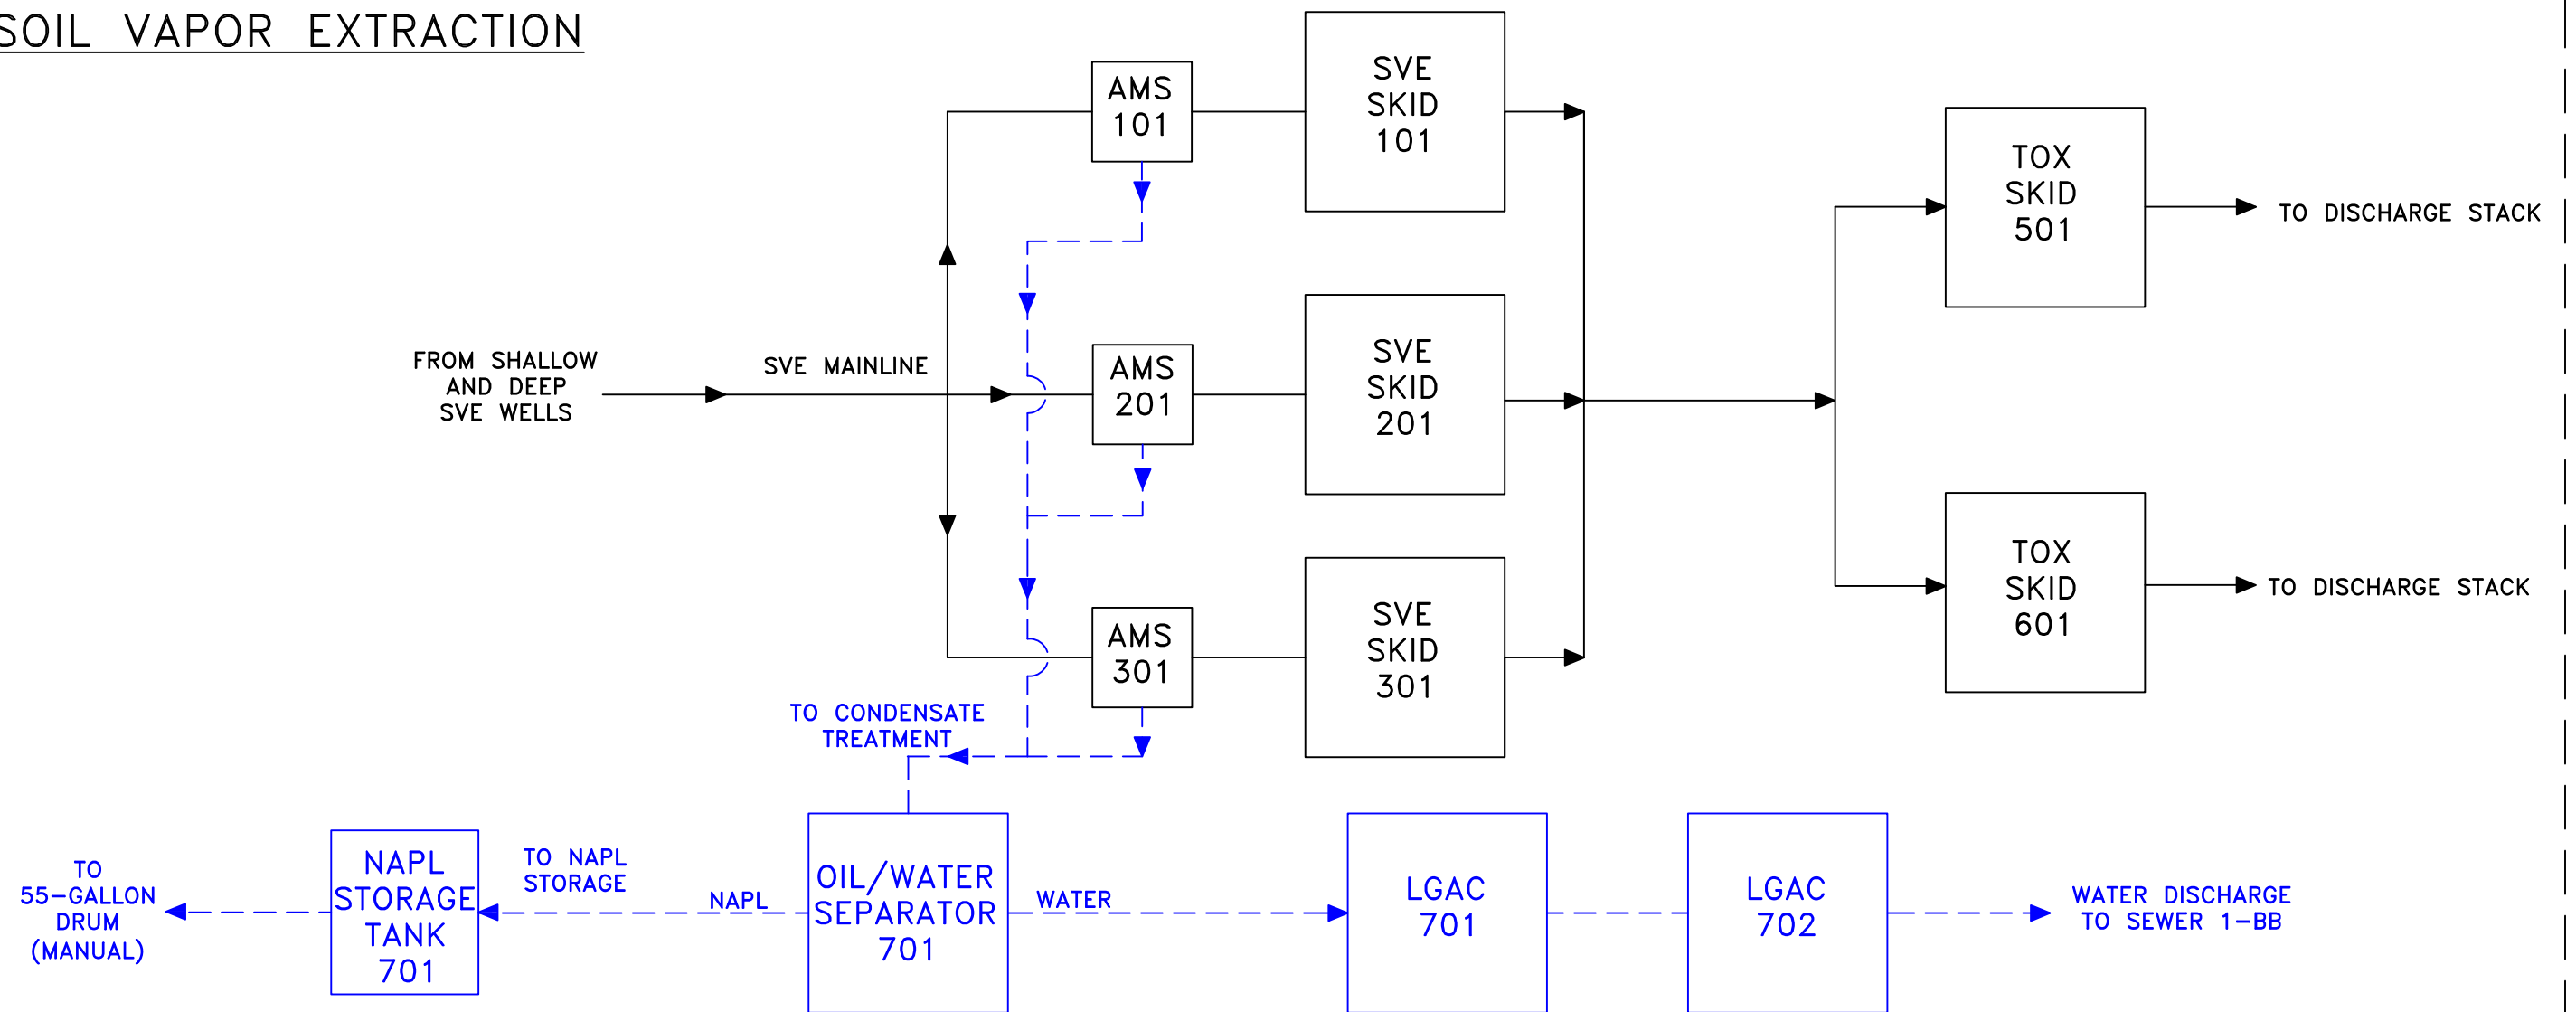 SOIL VAPOR EXTRACTION
AMS
101
SVE
SKID
101
TOX
SKID
501
TO DISCHARGE STACK
FROM SHALLOW
AND DEEP
SVE WELLS
SVE MAINLINE
AMS
201
SVE
SKID
201
TOX
SKID
601
TO DISCHARGE STACK
AMS
301
SVE
SKID
301
TO CONDENSATE
TREATMENT
TO
55-GALLON
DRUM
(MANUAL)
NAPL
STORAGE
TANK
701
TO NAPL
STORAGE
NAPL
OIL/WATER
SEPARATOR
701
WATER
LGAC
701
LGAC
702
WATER DISCHARGE
TO SEWER 1-BB